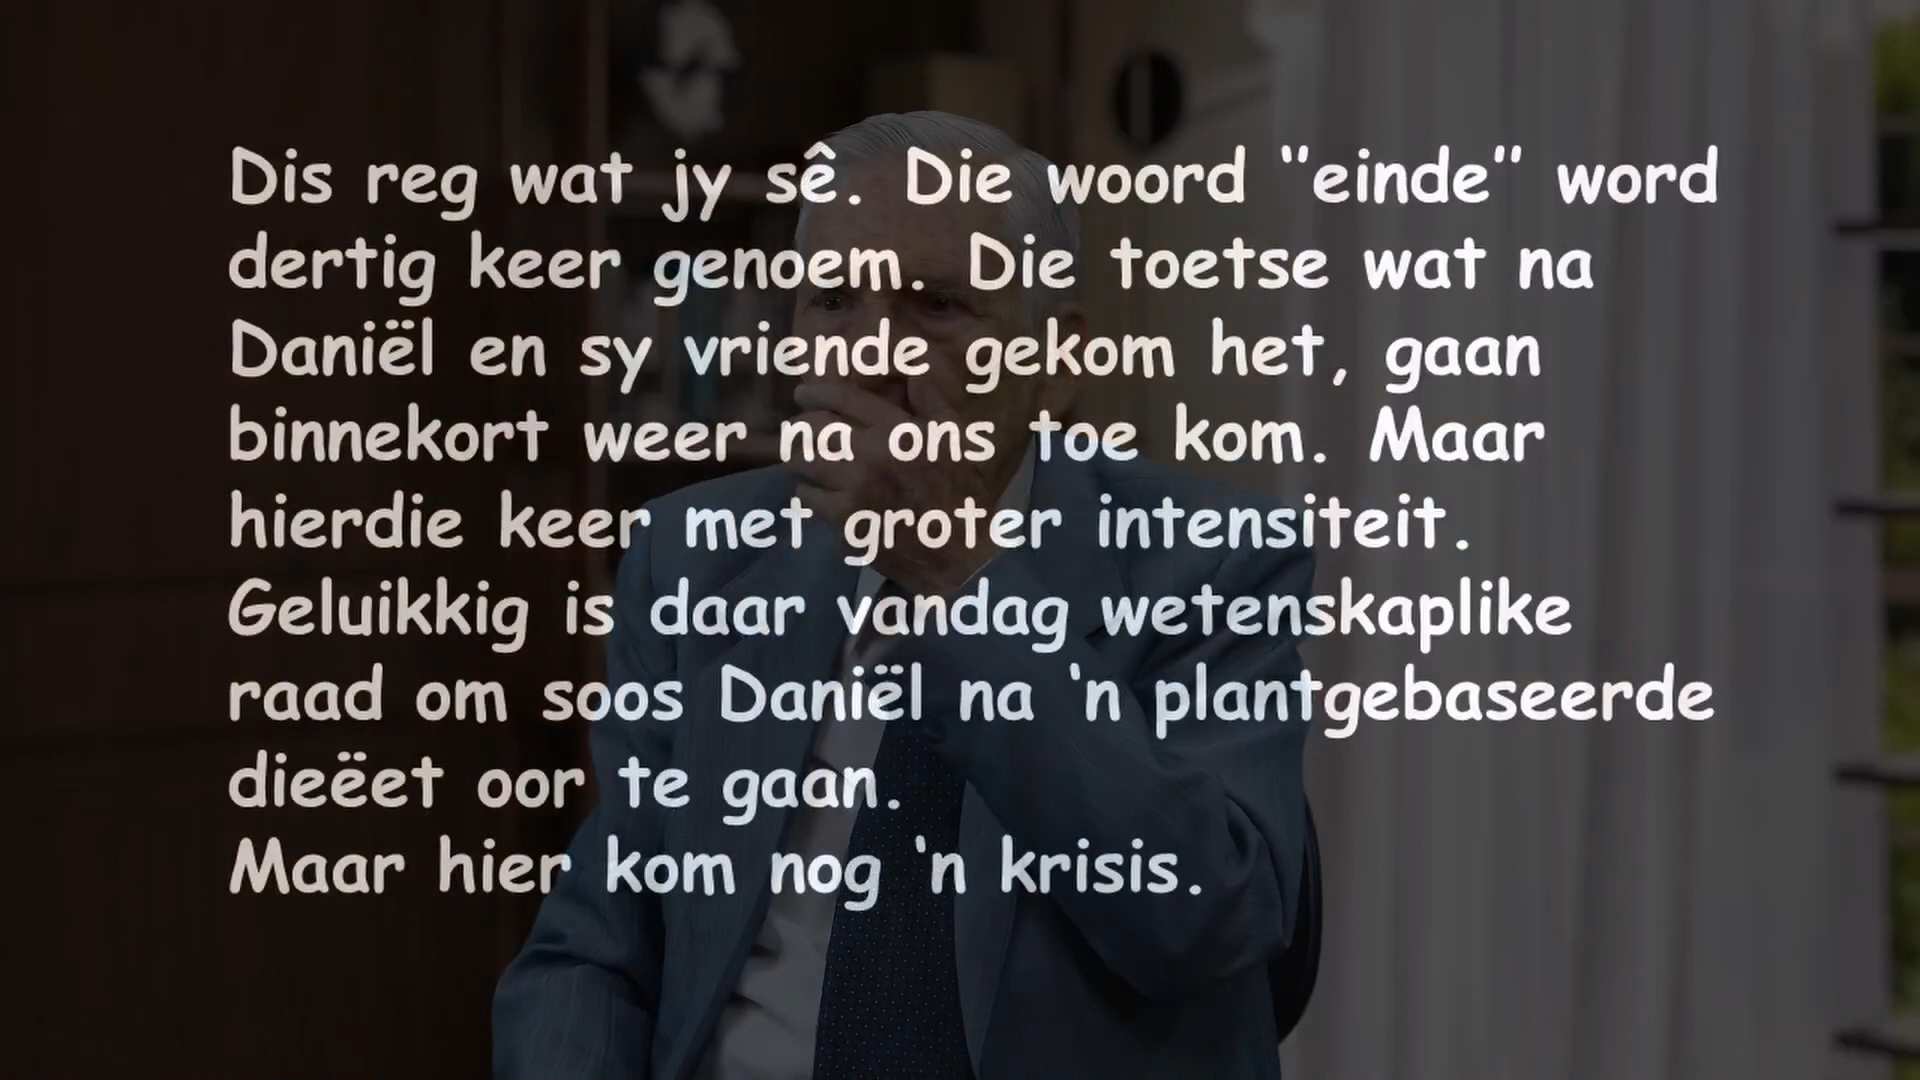 Dis reg wat jy sê. Die woord “einde” word
dertig keer genoem. Die toetse wat na
Daniël en sy vriende gekom het, gaan
binnekort weer na ons toe kom. Maar
hierdie keer met groter intensiteit.
Geluikkig is daar vandag wetenskaplike
raad om soos Daniël na ‘n plantgebaseerde
dieëet oor te gaan.
Maar hier kom nog ‘n krisis.